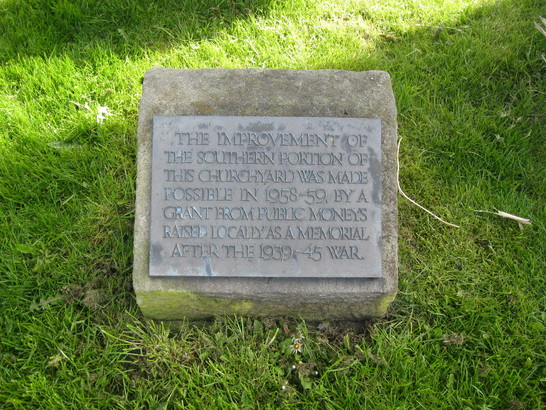 THE IMPROVEMENT OF
THE SOUTHERN PORTION OF
THIS CHURCHYARD WAS MADE
POSSIBLE IN 1958-59, BY A
GRANT FROM PUBLIC MONEYS
RAISED LOCALLY AS A MEMORIAL
AFTER THE 1939-45 WAR.